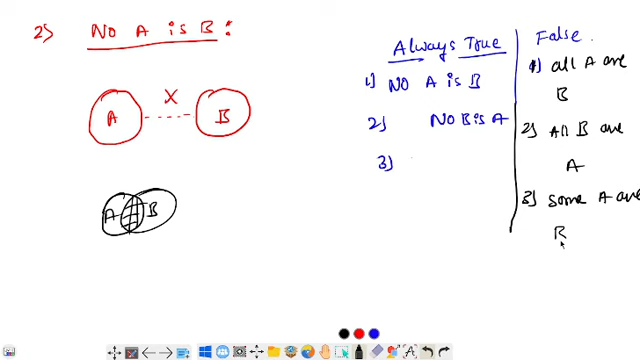 2) NO A is B :
A X B
A B
Always True
1) NO A is B
2) NO B is A
3)
False
1) all A are
B
2) All B are
A
3) some A are
B